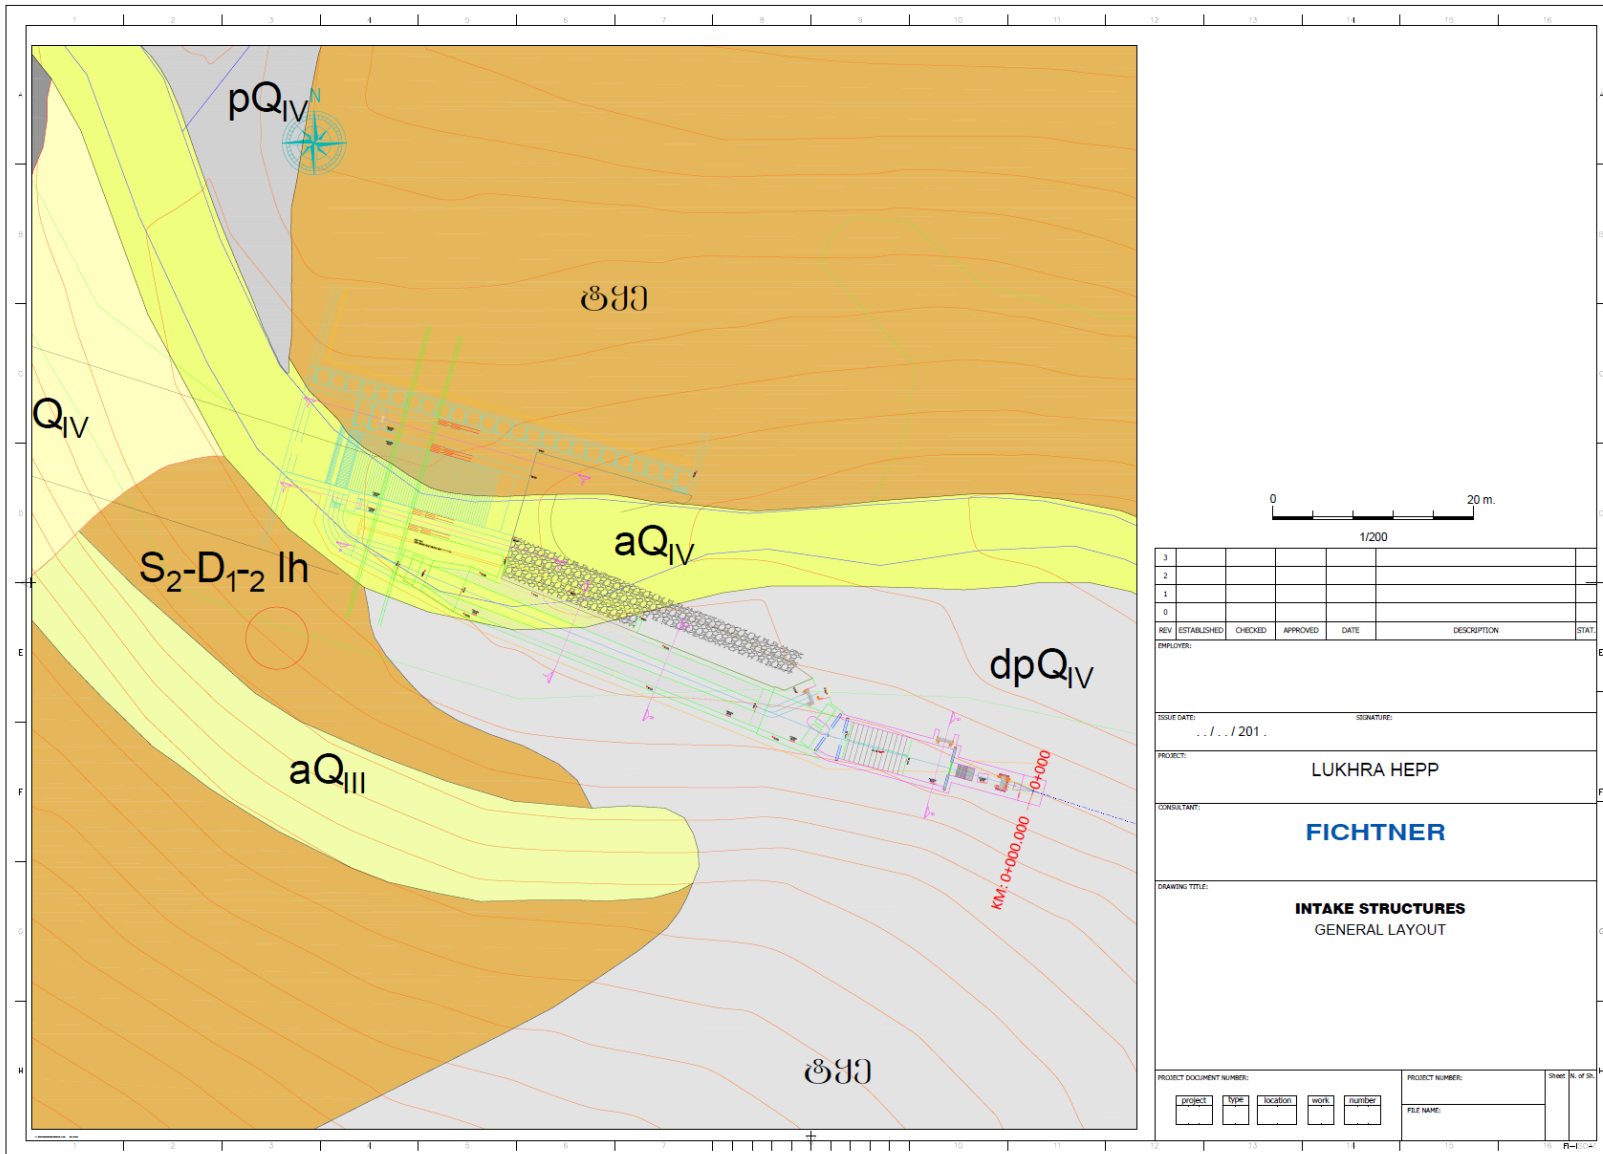 pQIV
N
ტყე
QIV
aQIV
S2-D1-2 lh
dpQIV
aQIII
KM: 0+000.000
0+000
ტყე
0 20 m.
1/200
3
2
1
0
REV ESTABLISHED CHECKED APPROVED DATE DESCRIPTION STAT.
EMPLOYER:
ISSUE DATE: SIGNATURE:
. . / . . / 201 .
PROJECT:
LUKHRA HEPP
CONSULTANT:
FICHTNER
DRAWING TITLE:
INTAKE STRUCTURES
GENERAL LAYOUT
PROJECT DOCUMENT NUMBER:
project type location work number
PROJECT NUMBER:
FILE NAME:
Sheet N. of Sh.